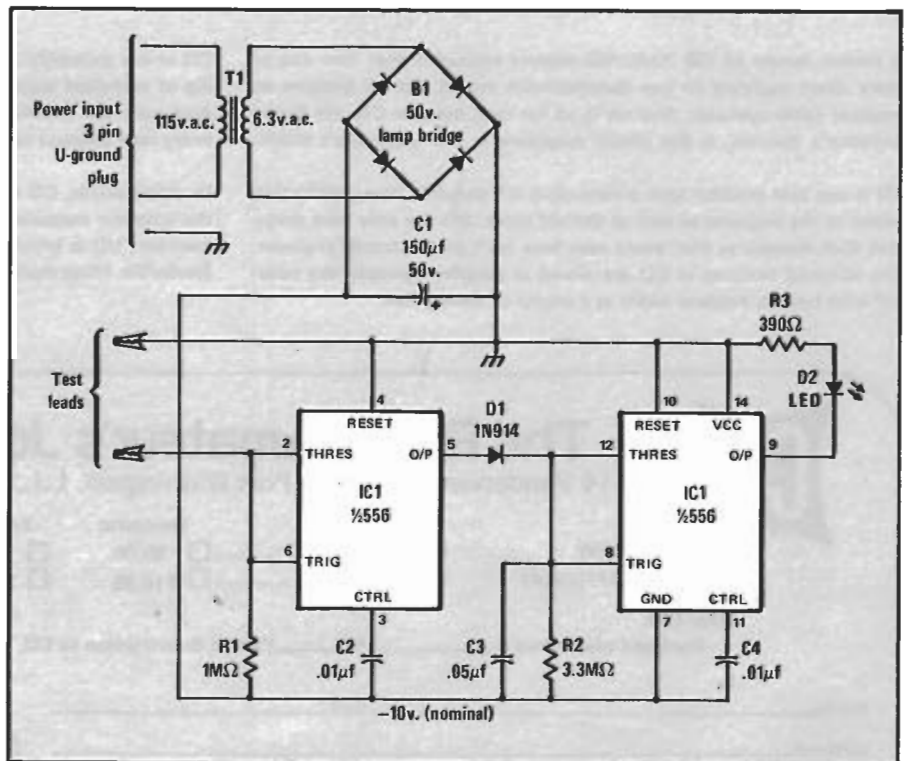 T1
Power input
3 pin
U-ground
plug
115v.a.c.
6.3v.a.c.
B1
50v.
lamp bridge
C1
150µf
50v.
+
R3
390Ω
D2
LED
Test
leads
4
RESET
2
THRES
O/P
5
IC1
½556
6
TRIG
CTRL
3
D1
1N914
10
14
RESET
VCC
12
THRES
O/P
9
IC1
½556
8
TRIG
GND
CTRL
7
11
R1
1MΩ
C2
.01µf
C3
.05µf
R2
3.3MΩ
C4
.01µf
–10v. (nominal)